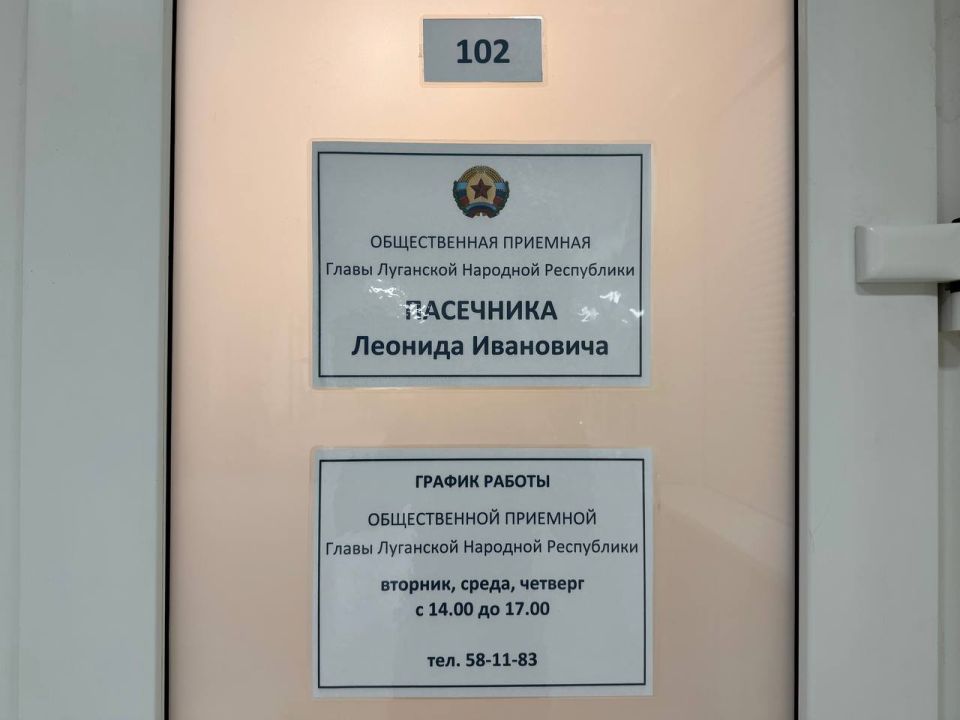 102
ОБЩЕСТВЕННАЯ ПРИЕМНАЯ
Главы Луганской Народной Республики
ПАСЕЧНИКА
Леонида Ивановича
ГРАФИК РАБОТЫ
ОБЩЕСТВЕННОЙ ПРИЕМНОЙ
Главы Луганской Народной Республики
вторник, среда, четверг
с 14.00 до 17.00
тел. 58-11-83